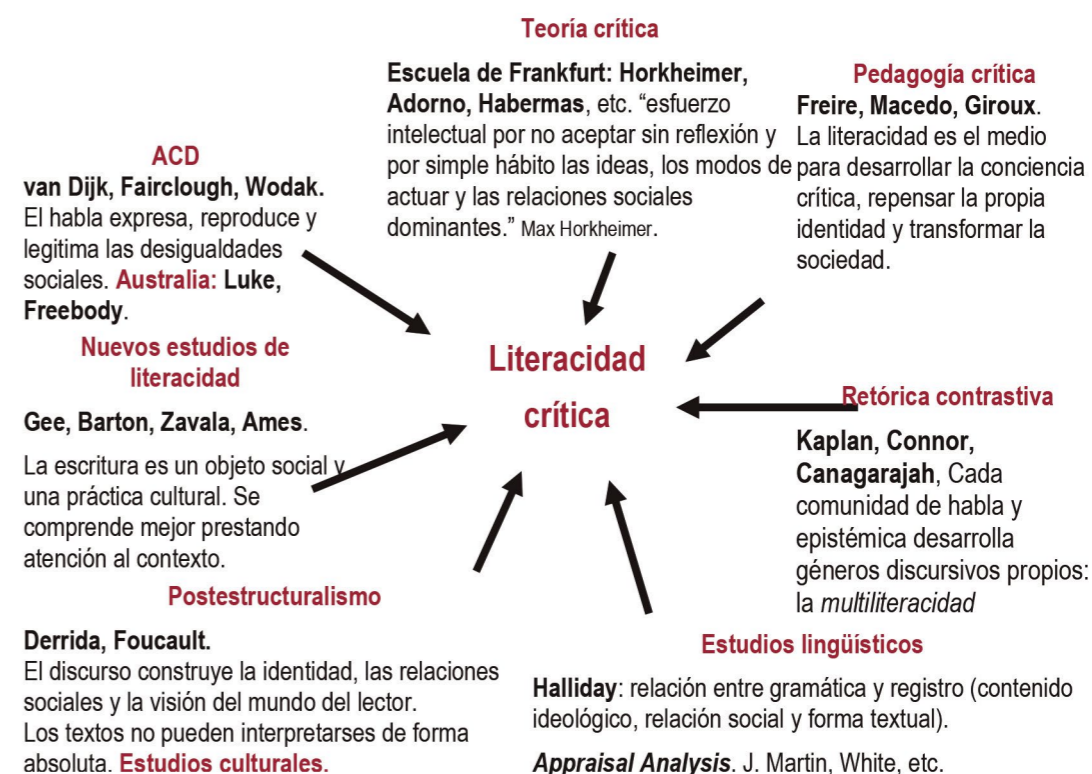 Teoría crítica
Escuela de Frankfurt: Horkheimer,
Adorno, Habermas, etc. “esfuerzo
intelectual por no aceptar sin reflexión y
por simple hábito las ideas, los modos de
actuar y las relaciones sociales
dominantes.” Max Horkheimer.
Pedagogía crítica
Freire, Macedo, Giroux.
La literacidad es el medio
para desarrollar la conciencia
crítica, repensar la propia
identidad y transformar la
sociedad.
ACD
van Dijk, Fairclough, Wodak.
El habla expresa, reproduce y
legitima las desigualdades
sociales. Australia: Luke,
Freebody.
Literacidad
crítica
Nuevos estudios de
literacidad
Gee, Barton, Zavala, Ames.
La escritura es un objeto social y
una práctica cultural. Se
comprende mejor prestando
atención al contexto.
Retórica contrastiva
Kaplan, Connor,
Canagarajah, Cada
comunidad de habla y
epistémica desarrolla
géneros discursivos propios:
la multiliteracidad
Postestructuralismo
Derrida, Foucault.
El discurso construye la identidad, las relaciones
sociales y la visión del mundo del lector.
Los textos no pueden interpretarses de forma
absoluta. Estudios culturales.
Estudios lingüísticos
Halliday: relación entre gramática y registro (contenido
ideológico, relación social y forma textual).
Appraisal Analysis. J. Martin, White, etc.